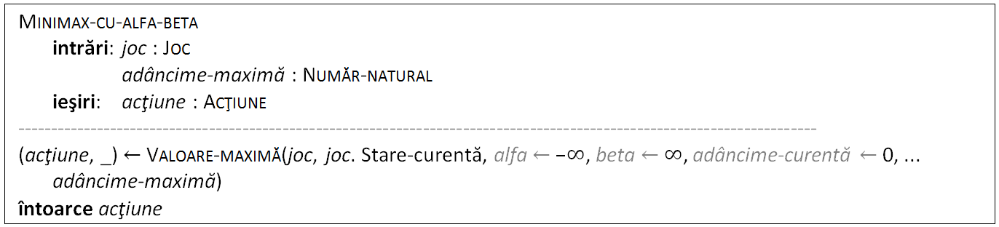 MINIMAX-CU-ALFA-BETA
intrări: joc : JOC
adâncime-maximă : NUMĂR-NATURAL
ieşiri: acţiune : ACŢIUNE
(acţiune, _) ← VALOARE-MAXIMĂ(joc, joc. Stare-curentă, alfa ← –∞, beta ← ∞, adâncime-curentă ← 0, ...
adâncime-maximă)
întoarce acţiune